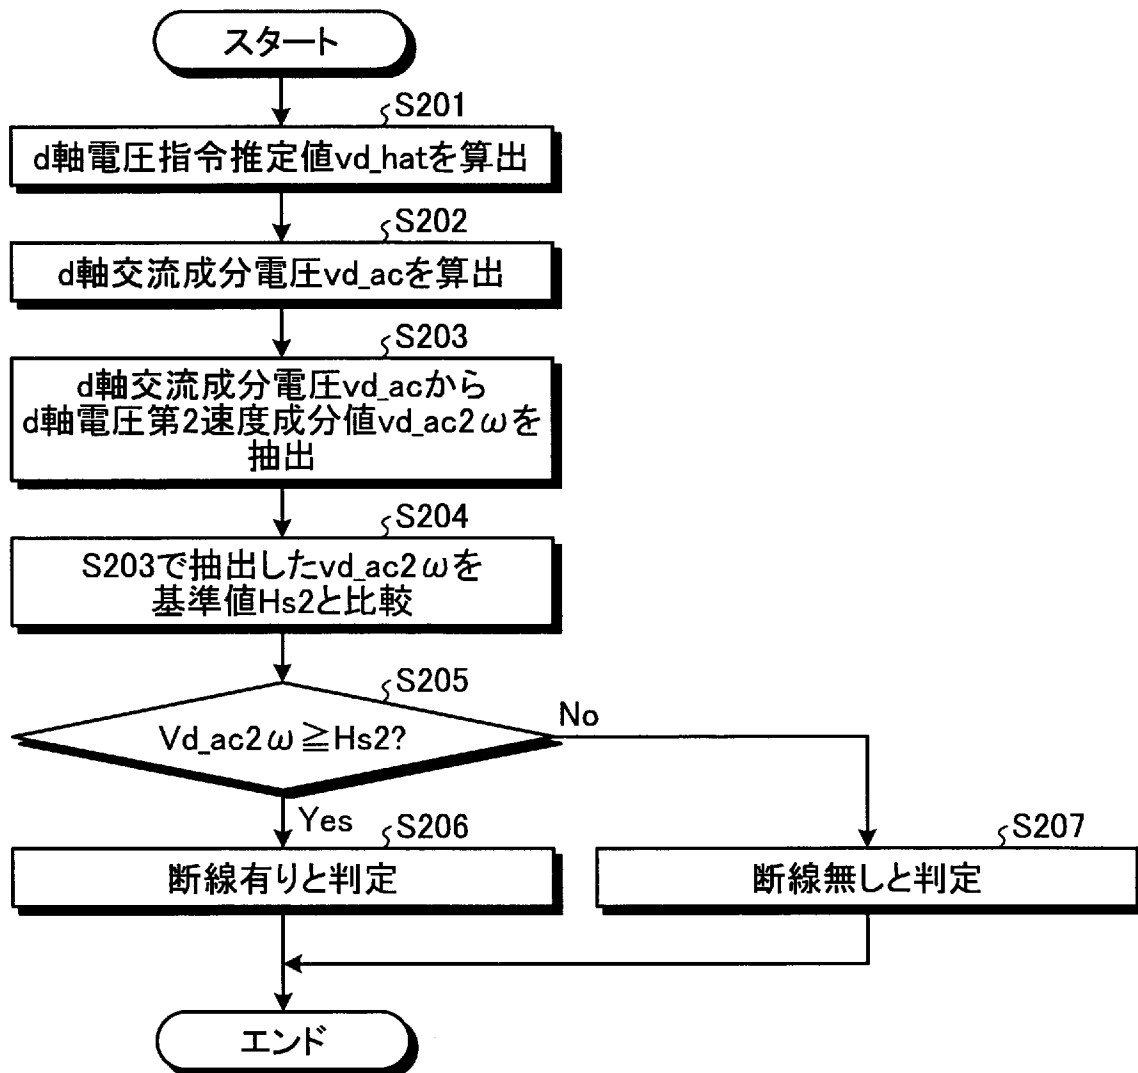 スタート
S201
d軸電圧指令推定値vd_hatを算出
S202
d軸交流成分電圧vd_acを算出
S203
d軸交流成分電圧vd_acから
d軸電圧第2速度成分値vd_ac2ωを
抽出
S204
S203で抽出したvd_ac2ωを
基準値Hs2と比較
S205
Vd_ac2ω≧Hs2?
No
Yes
S206
断線有りと判定
S207
断線無しと判定
エンド